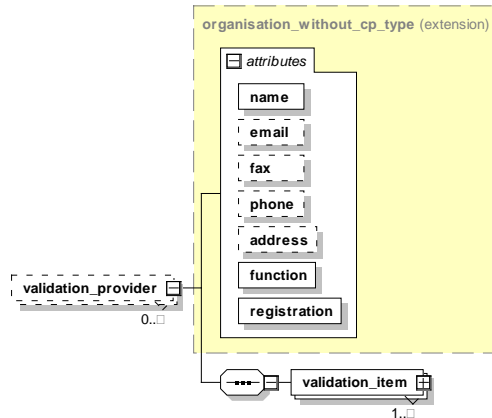 organisation_without_cp_type (extension)
attributes
name
email
fax
phone
address
function
registration
validation_provider
0..□
validation_item
1..□